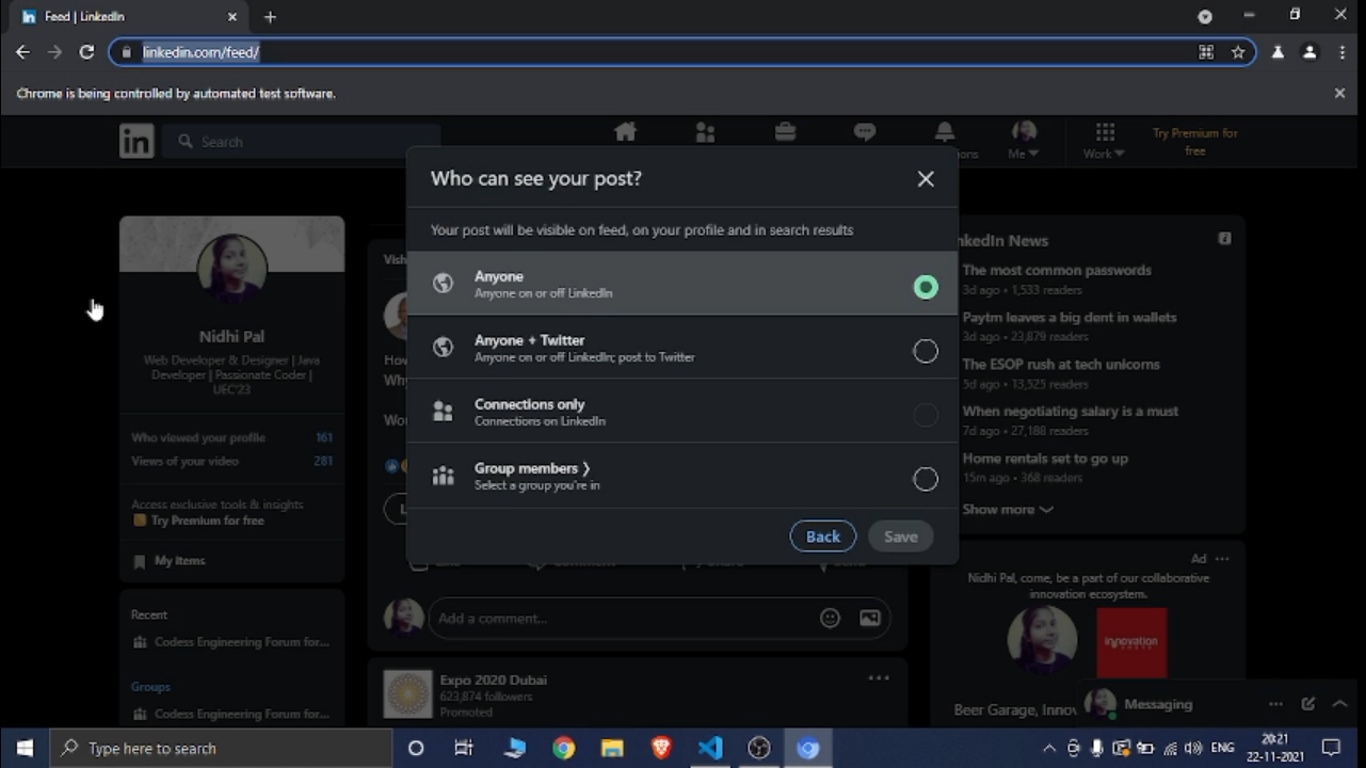 Feed | LinkedIn
linkedin.com/feed/
Chrome is being controlled by automated test software.
in
Search
Me
Work
Try Premium for
free
Who can see your post?
Your post will be visible on feed, on your profile and in search results
Anyone
Anyone on or off LinkedIn
Anyone + Twitter
Anyone on or off LinkedIn; post to Twitter
Connections only
Connections on LinkedIn
Group members
Select a group you're in
Back
Save
Nidhi Pal
Web Developer & Designer | Java
Developer | Passionate Coder |
UEC'23
Who viewed your profile 161
Views of your video 281
Access exclusive tools & insights
Try Premium for free
My items
Recent
Codess Engineering Forum for...
Groups
Codess Engineering Forum for...
Add a comment...
Expo 2020 Dubai
623,874 followers
Promoted
nkedIn News
The most common passwords
3d ago • 1,533 readers
Paytm leaves a big dent in wallets
3d ago • 23,879 readers
The ESOP rush at tech unicorns
5d ago • 13,525 readers
When negotiating salary is a must
7d ago • 27,188 readers
Home rentals set to go up
15m ago • 368 readers
Show more
Ad
Nidhi Pal, come, be a part of our collaborative
innovation ecosystem.
innovation
Beer Garage, Innov
Messaging
Type here to search
ENG
20:21
22-11-2021